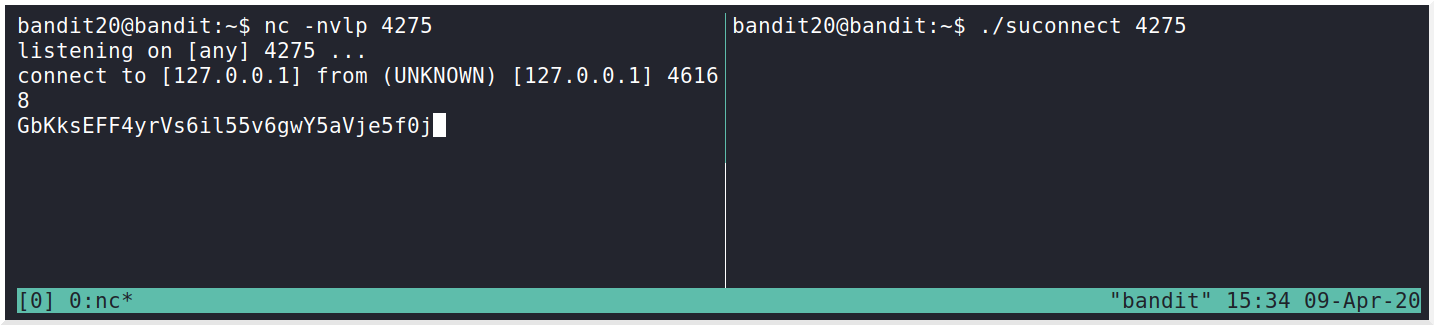 bandit20@bandit:~$ nc -nvlp 4275
listening on [any] 4275 ...
connect to [127.0.0.1] from (UNKNOWN) [127.0.0.1] 4616
8
GbKksEFF4yrVs6il55v6gwY5aVje5f0j
bandit20@bandit:~$ ./suconnect 4275
[0] 0:nc* "bandit" 15:34 09-Apr-20